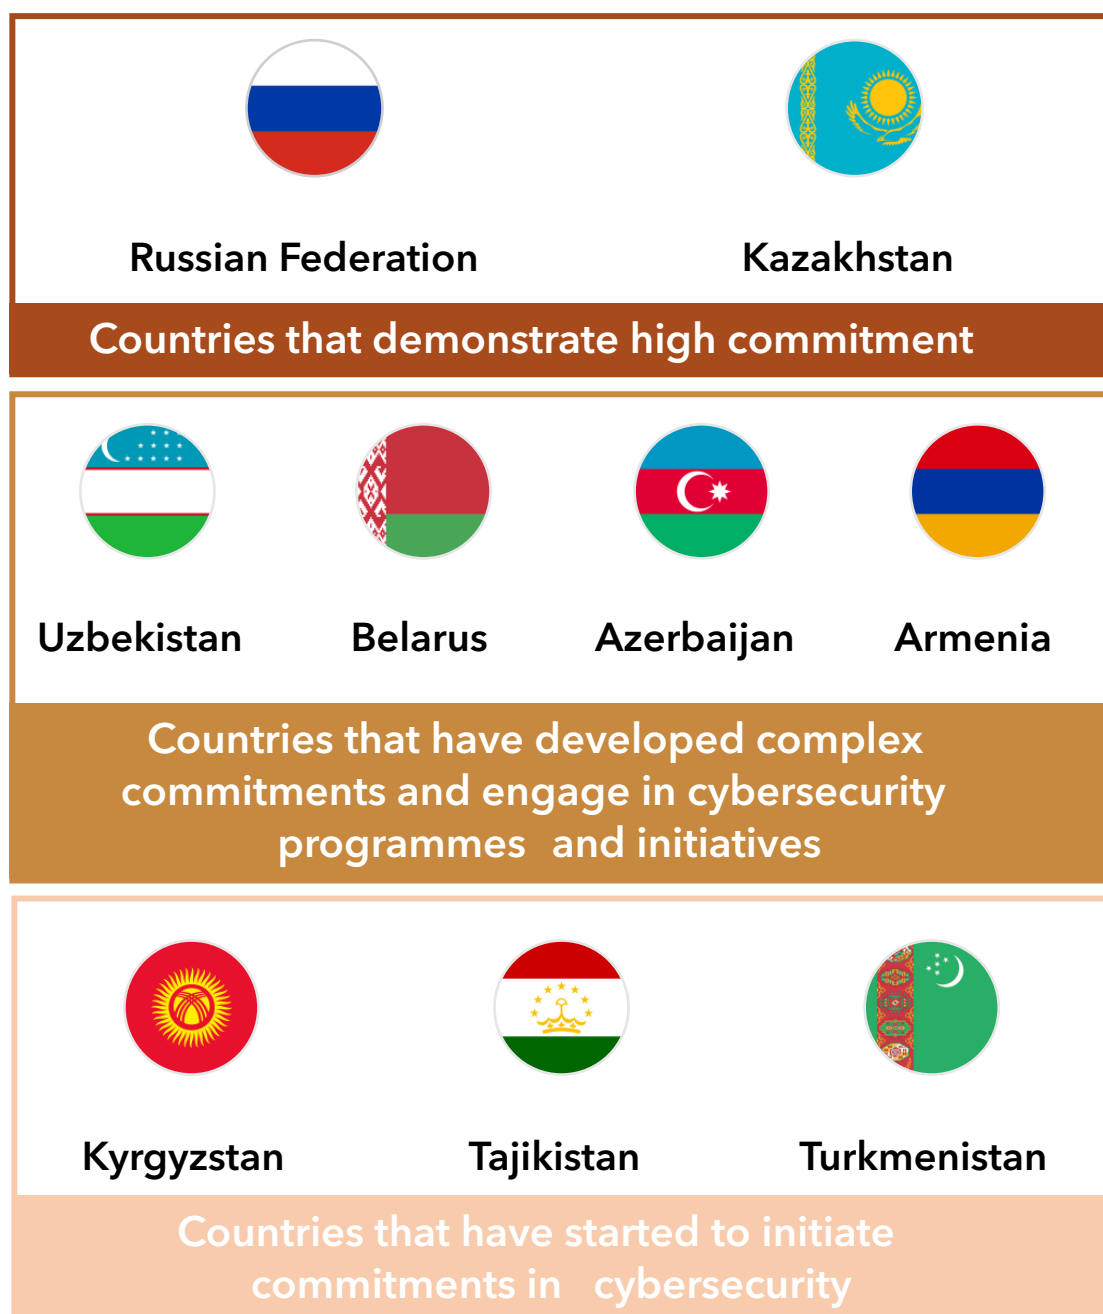 Russian Federation
Kazakhstan
Countries that demonstrate high commitment
Uzbekistan
Belarus
Azerbaijan
Armenia
Countries that have developed complex
commitments and engage in cybersecurity
programmes and initiatives
Kyrgyzstan
Tajikistan
Turkmenistan
Countries that have started to initiate
commitments in cybersecurity